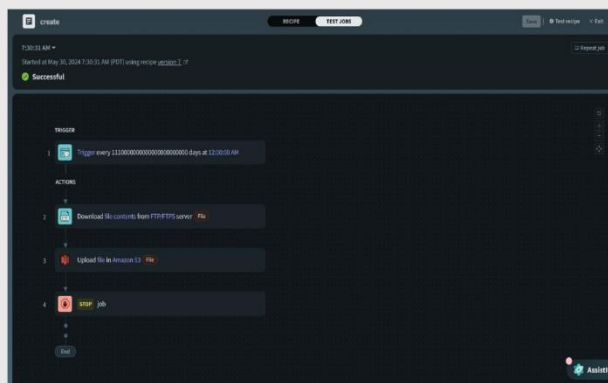 create
RECIPE TEST JOBS
Save Test recipe Exit
7:30:31 AM
Repeat job
Started at May 30, 2024 7:30:31 AM (PDT) using recipe version 7
Successful
TRIGGER
1 Trigger every days at 12:00:00 AM
ACTIONS
2 Download file contents from FTP/FTPS server File
3 Upload file in Amazon S3 File
4 STOP job
End